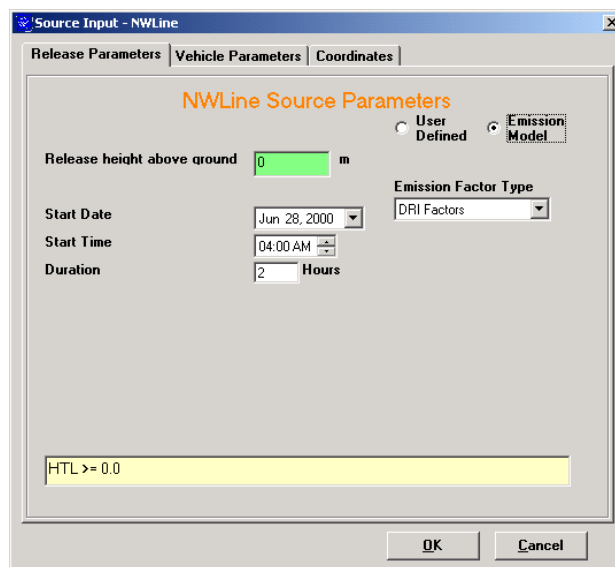 Source Input - NWLine
Release Parameters Vehicle Parameters Coordinates
NWLine Source Parameters
User Defined Emission Model
Release height above ground 0 m
Emission Factor Type
DRI Factors
Start Date Jun 28, 2000
Start Time 04:00 AM
Duration 2 Hours
HTL >= 0.0
OK Cancel